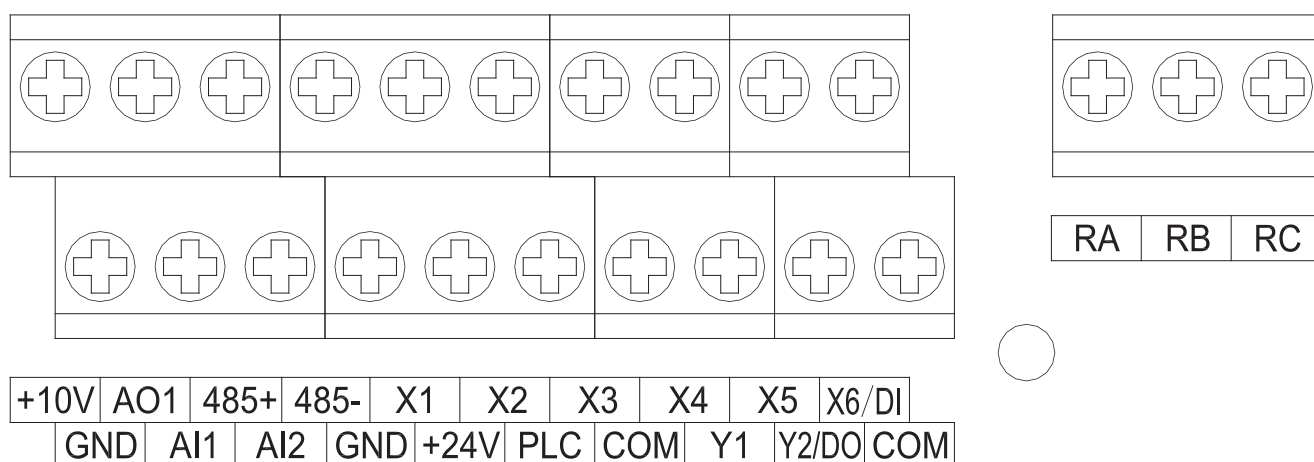 RA RB RC
+10V AO1 485+ 485- X1 X2 X3 X4 X5 X6/DI
GND AI1 AI2 GND +24V PLC COM Y1 Y2/DO COM